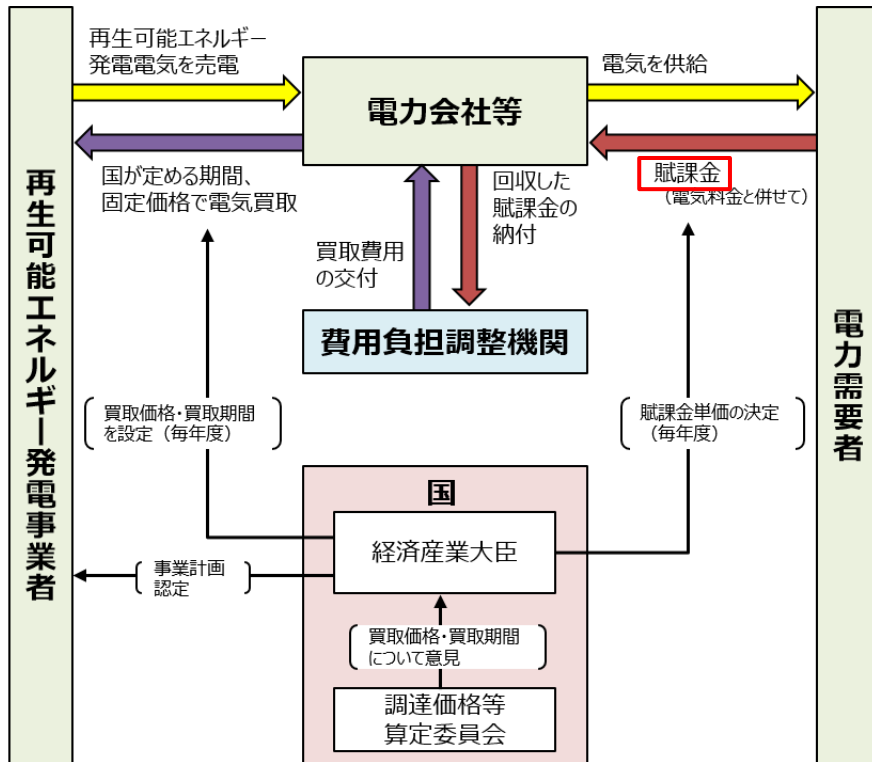 再生可能エネルギー
発電電気を売電
電気を供給
電力会社等
国が定める期間、
固定価格で電気買取
回収した
賦課金の
納付
賦課金
（電気料金と併せて）
買取費用
の交付
費用負担調整機関
再生可能エネルギー発電事業者
電力需要者
買取価格・買取期間
を設定（毎年度）
賦課金単価の決定
（毎年度）
国
経済産業大臣
事業計画
認定
買取価格・買取期間
について意見
調達価格等
算定委員会